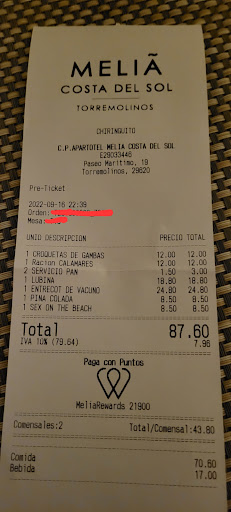 MELIÃ
COSTA DEL SOL
TORREMOLINOS
CHIRINGUITO
C.P.APARTOTEL MELIA COSTA DEL SOL
E29033446
Paseo Maritimo, 19
Torremolinos, 29620
Pre-Ticket
2022-09-16 22:39
Orden:
Mesa:
UNID DESCRIPCION PRECIO TOTAL
1 CROQUETAS DE GAMBAS 12.00 12.00
1 Racion CALAMARES 12.00 12.00
2 SERVICIO PAN 1.50 3.00
1 LUBINA 18.80 18.80
1 ENTRECOT DE VACUNO 24.80 24.80
1 PINA COLADA 8.50 8.50
1 SEX ON THE BEACH 8.50 8.50
Total 87.60
IVA 10% (79.64) 7.96
Paga con Puntos
MeliaRewards 21900
Comensales:2 Total/Comensal:43.80
Comida 70.60
Bebida 17.00